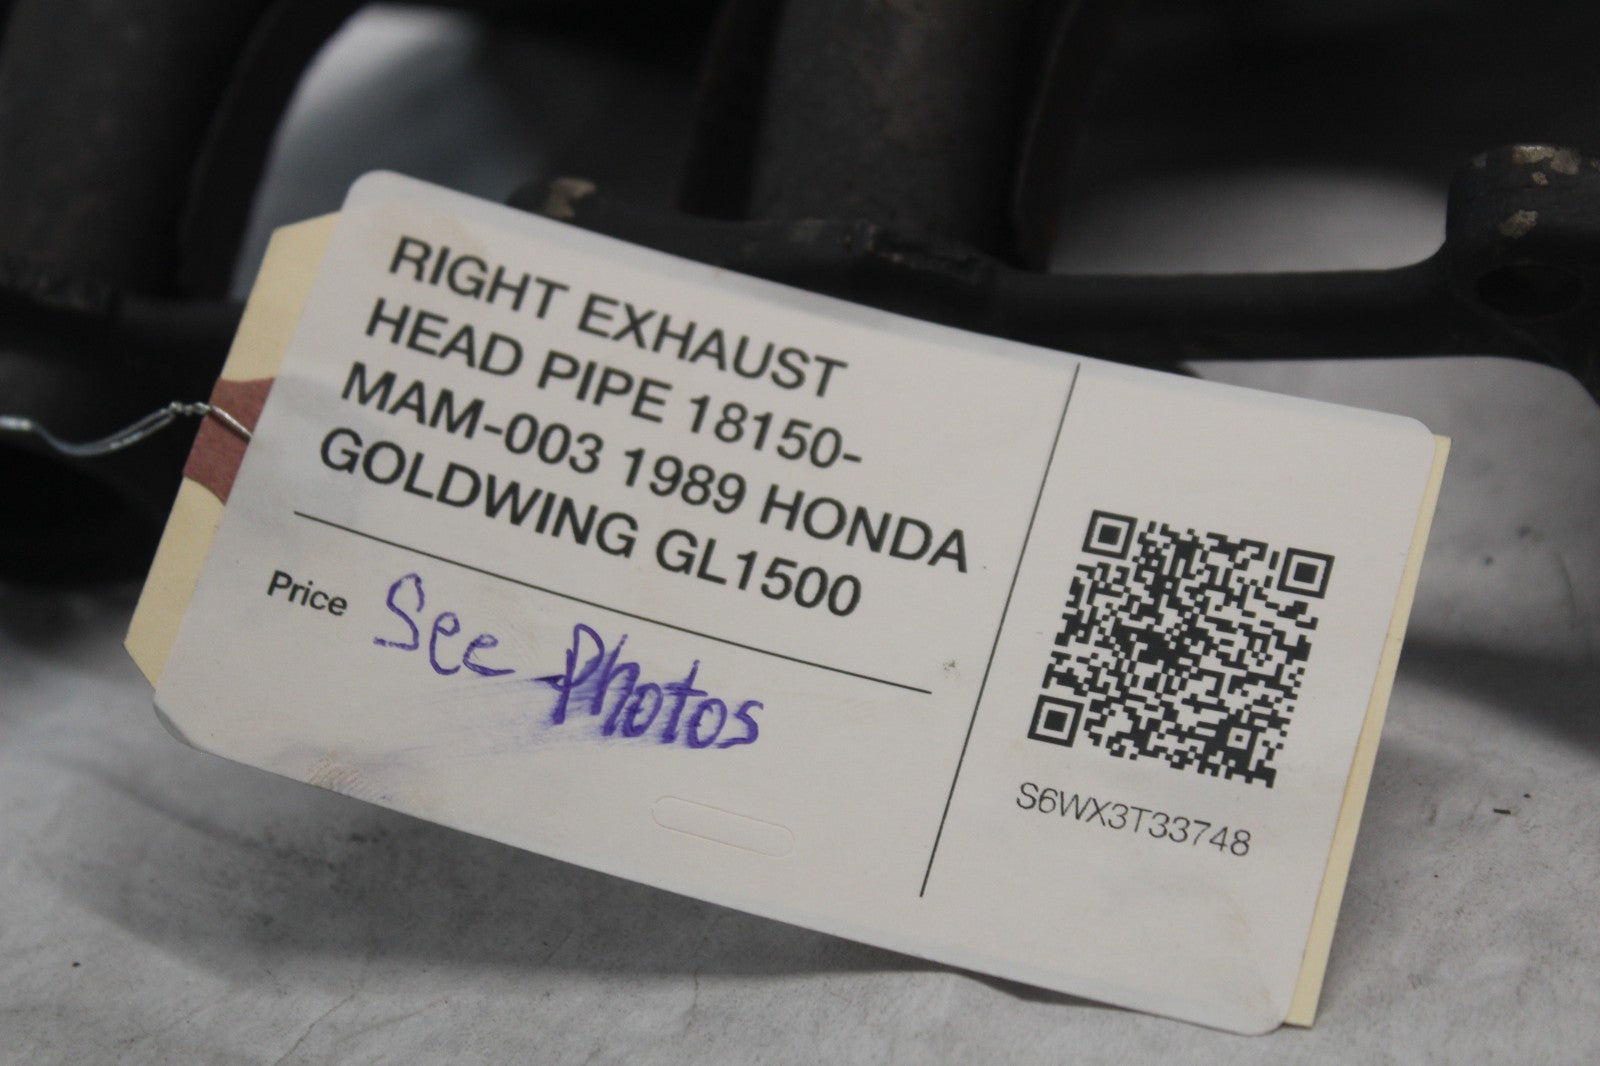 RIGHT EXHAUST
HEAD PIPE 18150-
MAM-003 1989 HONDA
GOLDWING GL1500
Price See Photos
S6WX3T33748